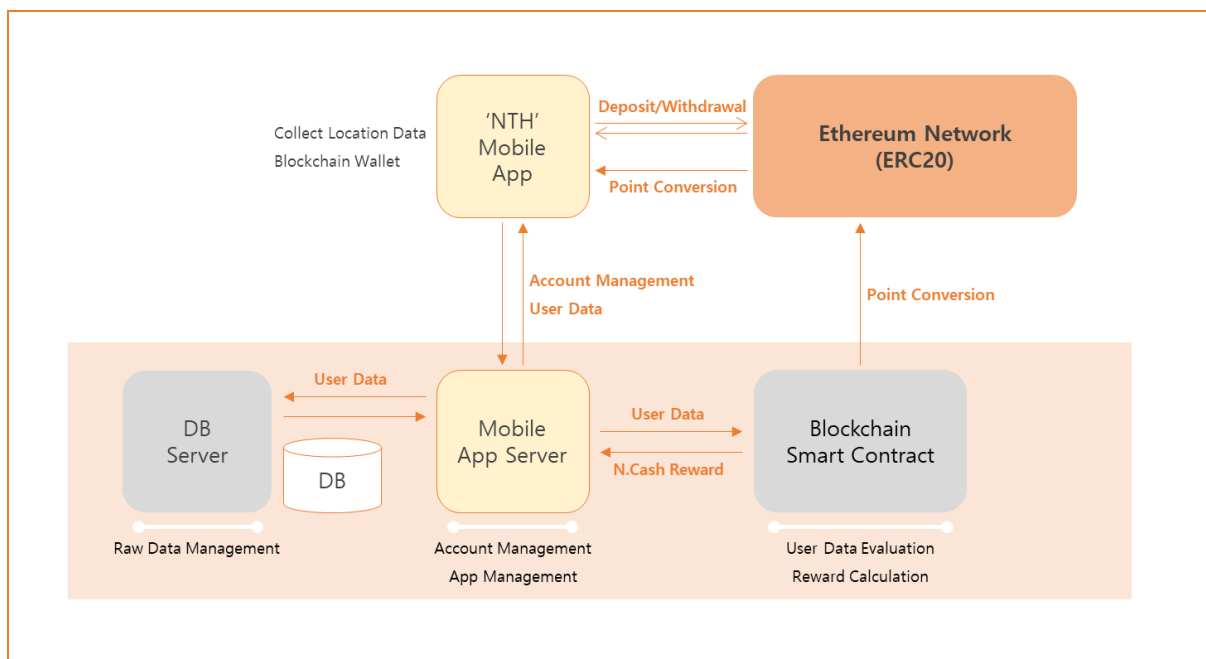 'NTH'
Mobile
App
Collect Location Data
Blockchain Wallet
Deposit/Withdrawal
Point Conversion
Ethereum Network
(ERC20)
Account Management
User Data
Point Conversion
DB
Server
User Data
DB
Mobile
App Server
User Data
N.Cash Reward
Blockchain
Smart Contract
Raw Data Management
Account Management
App Management
User Data Evaluation
Reward Calculation